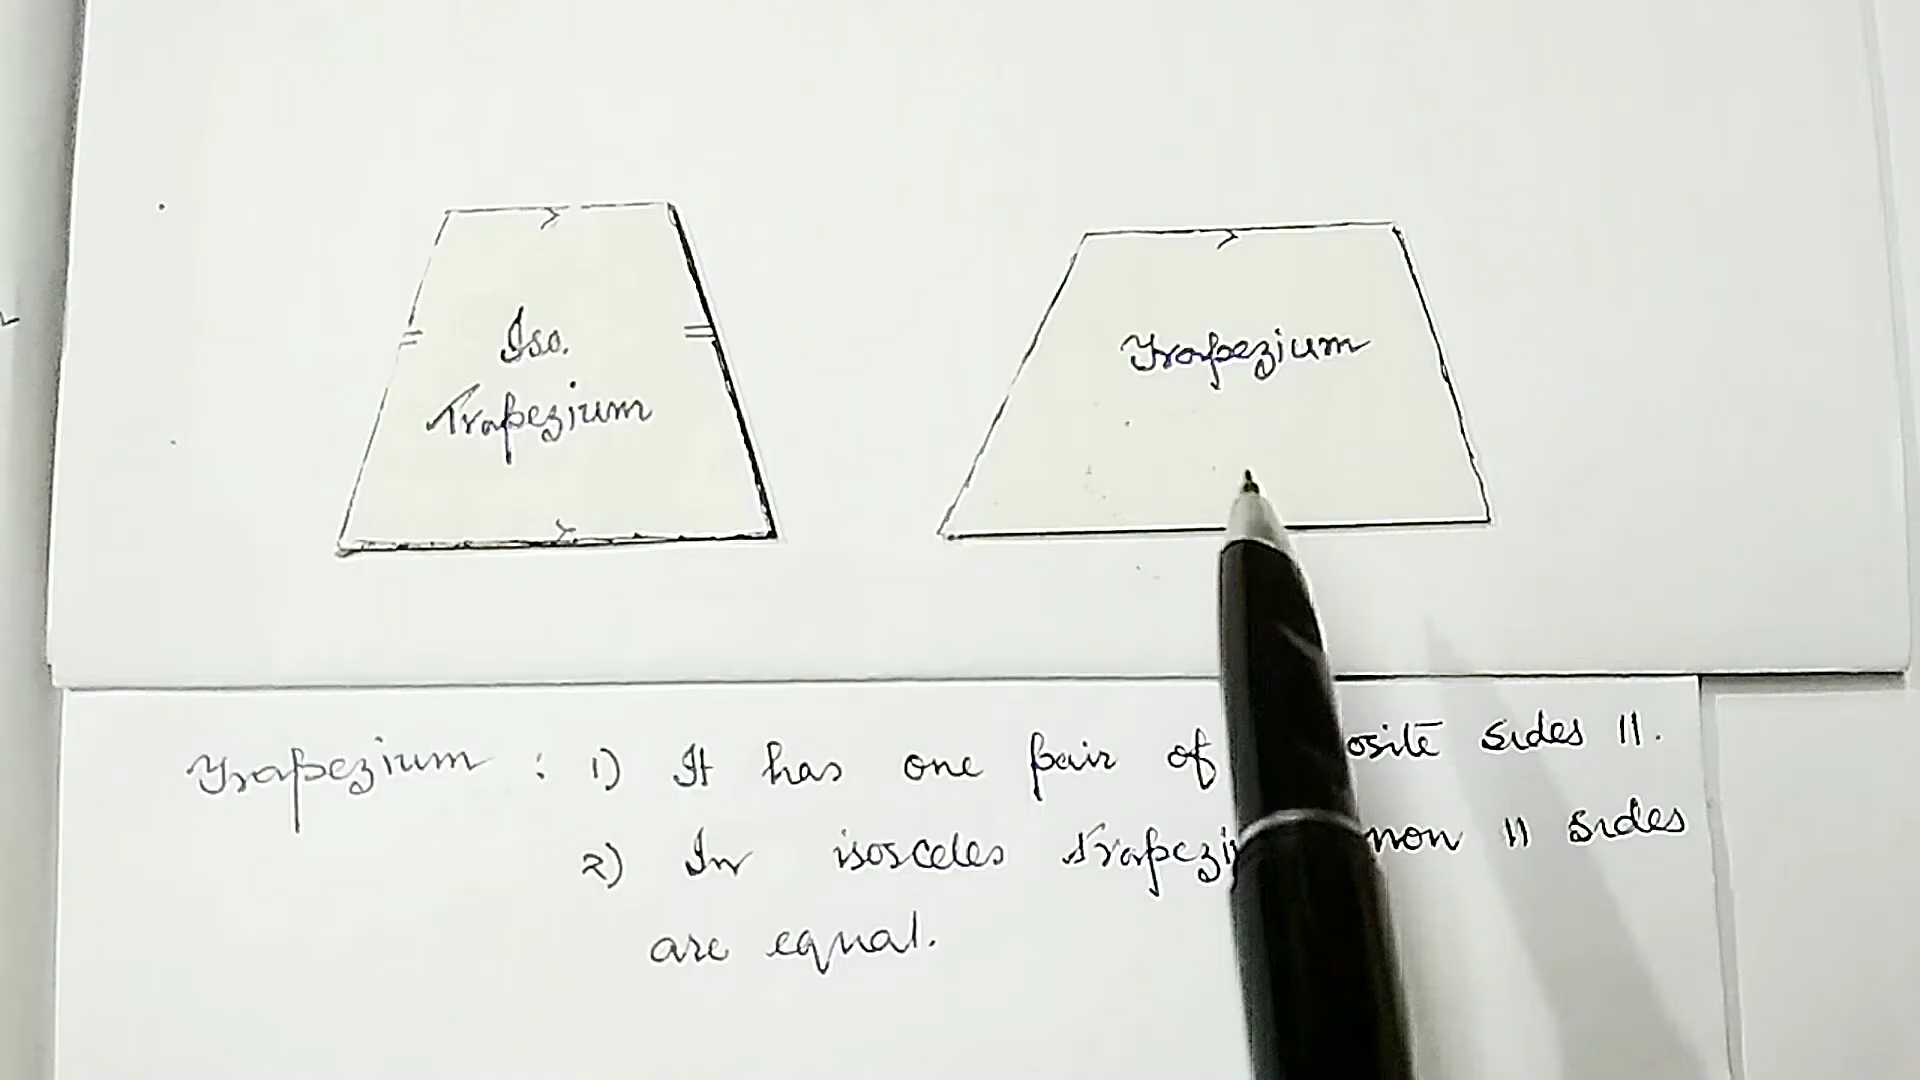 Iso.
Trapezium
Trapezium
Trapezium : 1) It has one pair of osite sides ||.
2) In isosceles trapezi non || sides
are equal.